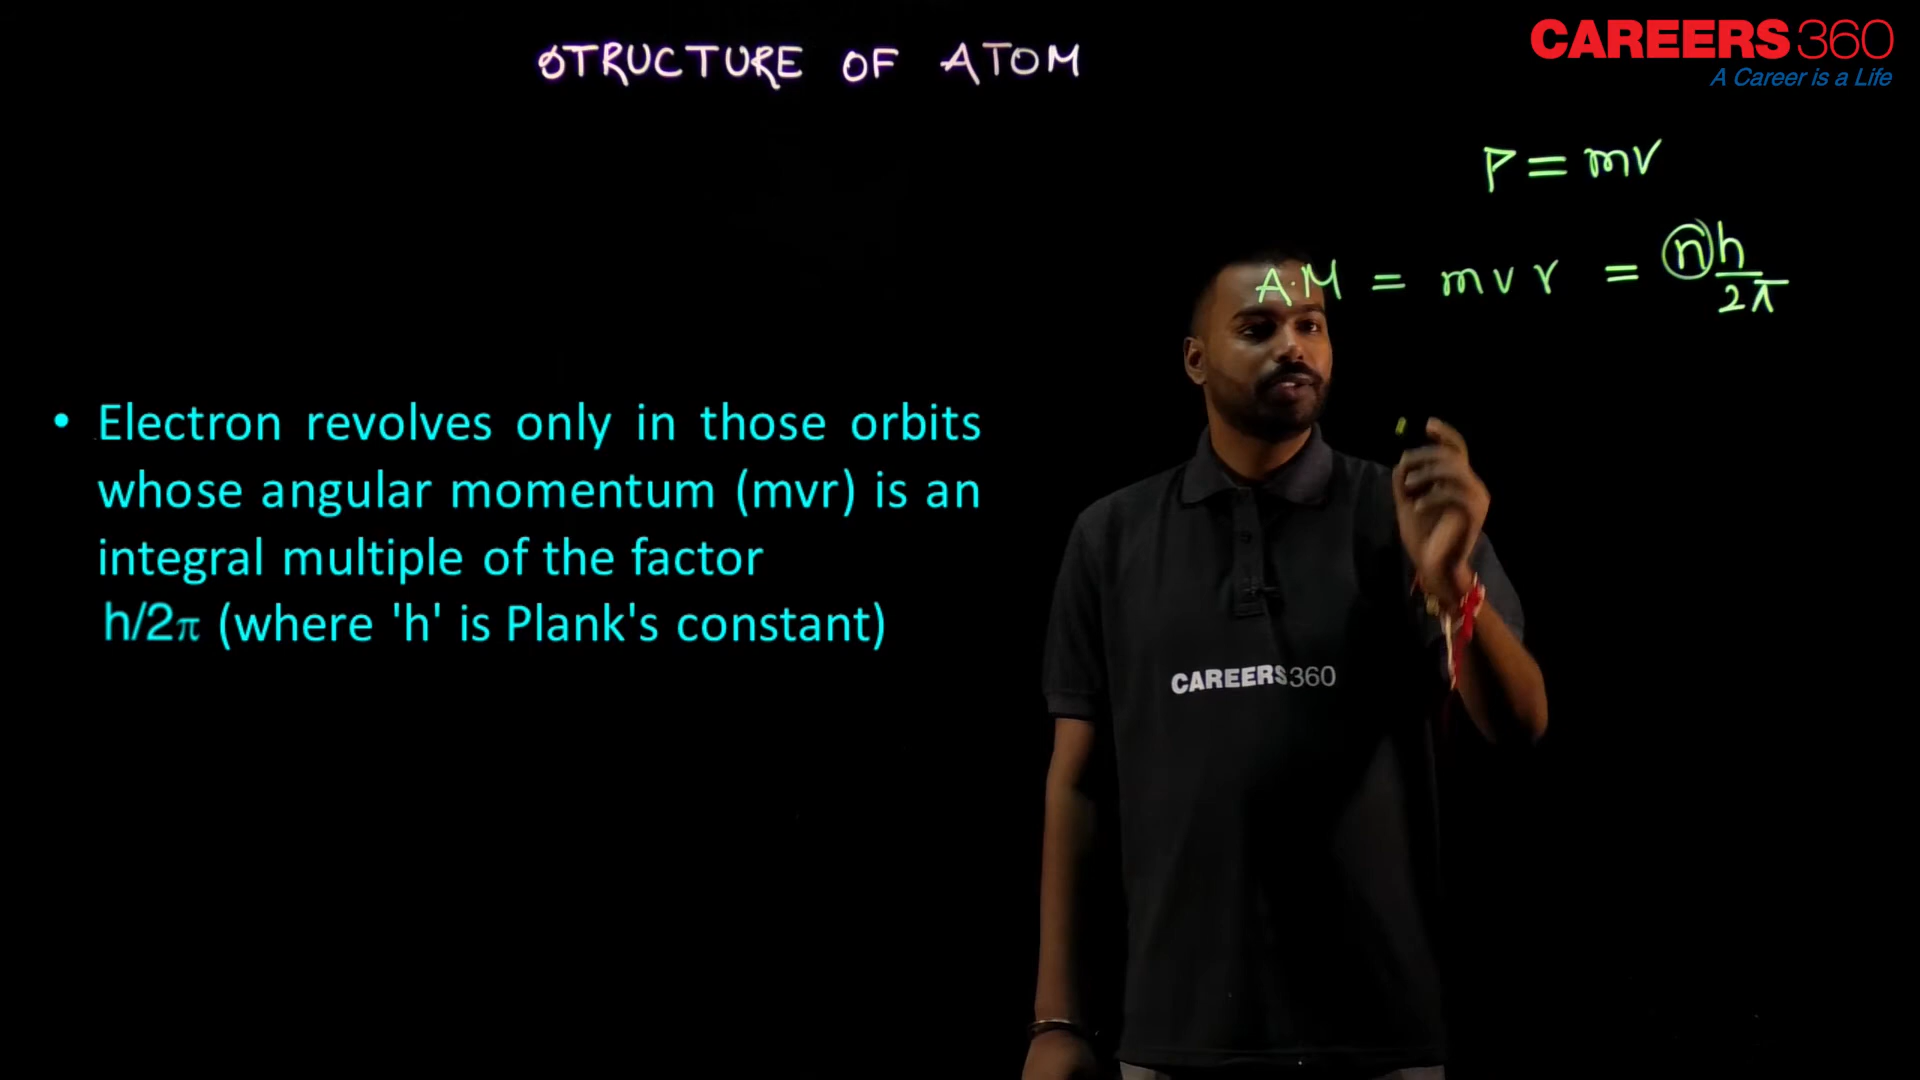 STRUCTURE OF ATOM
CAREERS360
A Career is a Life
P = mv
A.M = mvr = nh/2π
• Electron revolves only in those orbits
whose angular momentum (mvr) is an
integral multiple of the factor
h/2π (where 'h' is Plank's constant)
CAREERS360